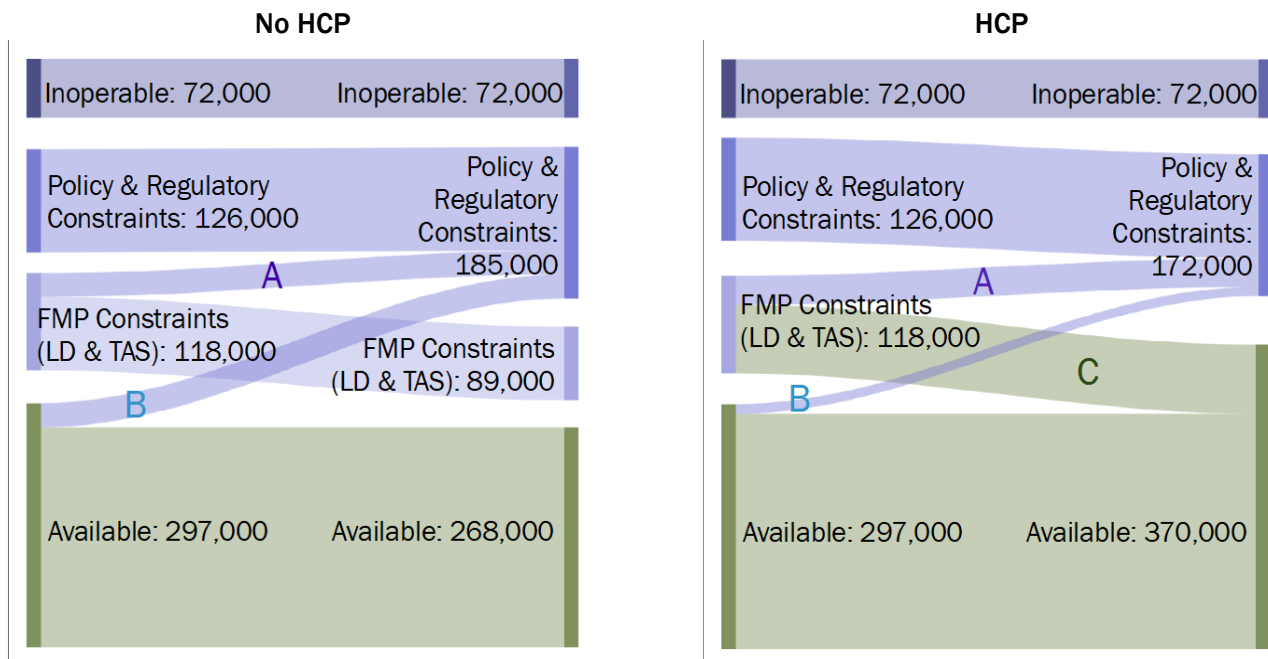 No HCP
Inoperable: 72,000
Inoperable: 72,000
Policy & Regulatory
Constraints: 126,000
Policy &
Regulatory
Constraints:
185,000
A
FMP Constraints
(LD & TAS): 118,000
FMP Constraints
(LD & TAS): 89,000
B
Available: 297,000
Available: 268,000
HCP
Inoperable: 72,000
Inoperable: 72,000
Policy & Regulatory
Constraints: 126,000
Policy &
Regulatory
Constraints:
172,000
A
FMP Constraints
(LD & TAS): 118,000
C
B
Available: 297,000
Available: 370,000